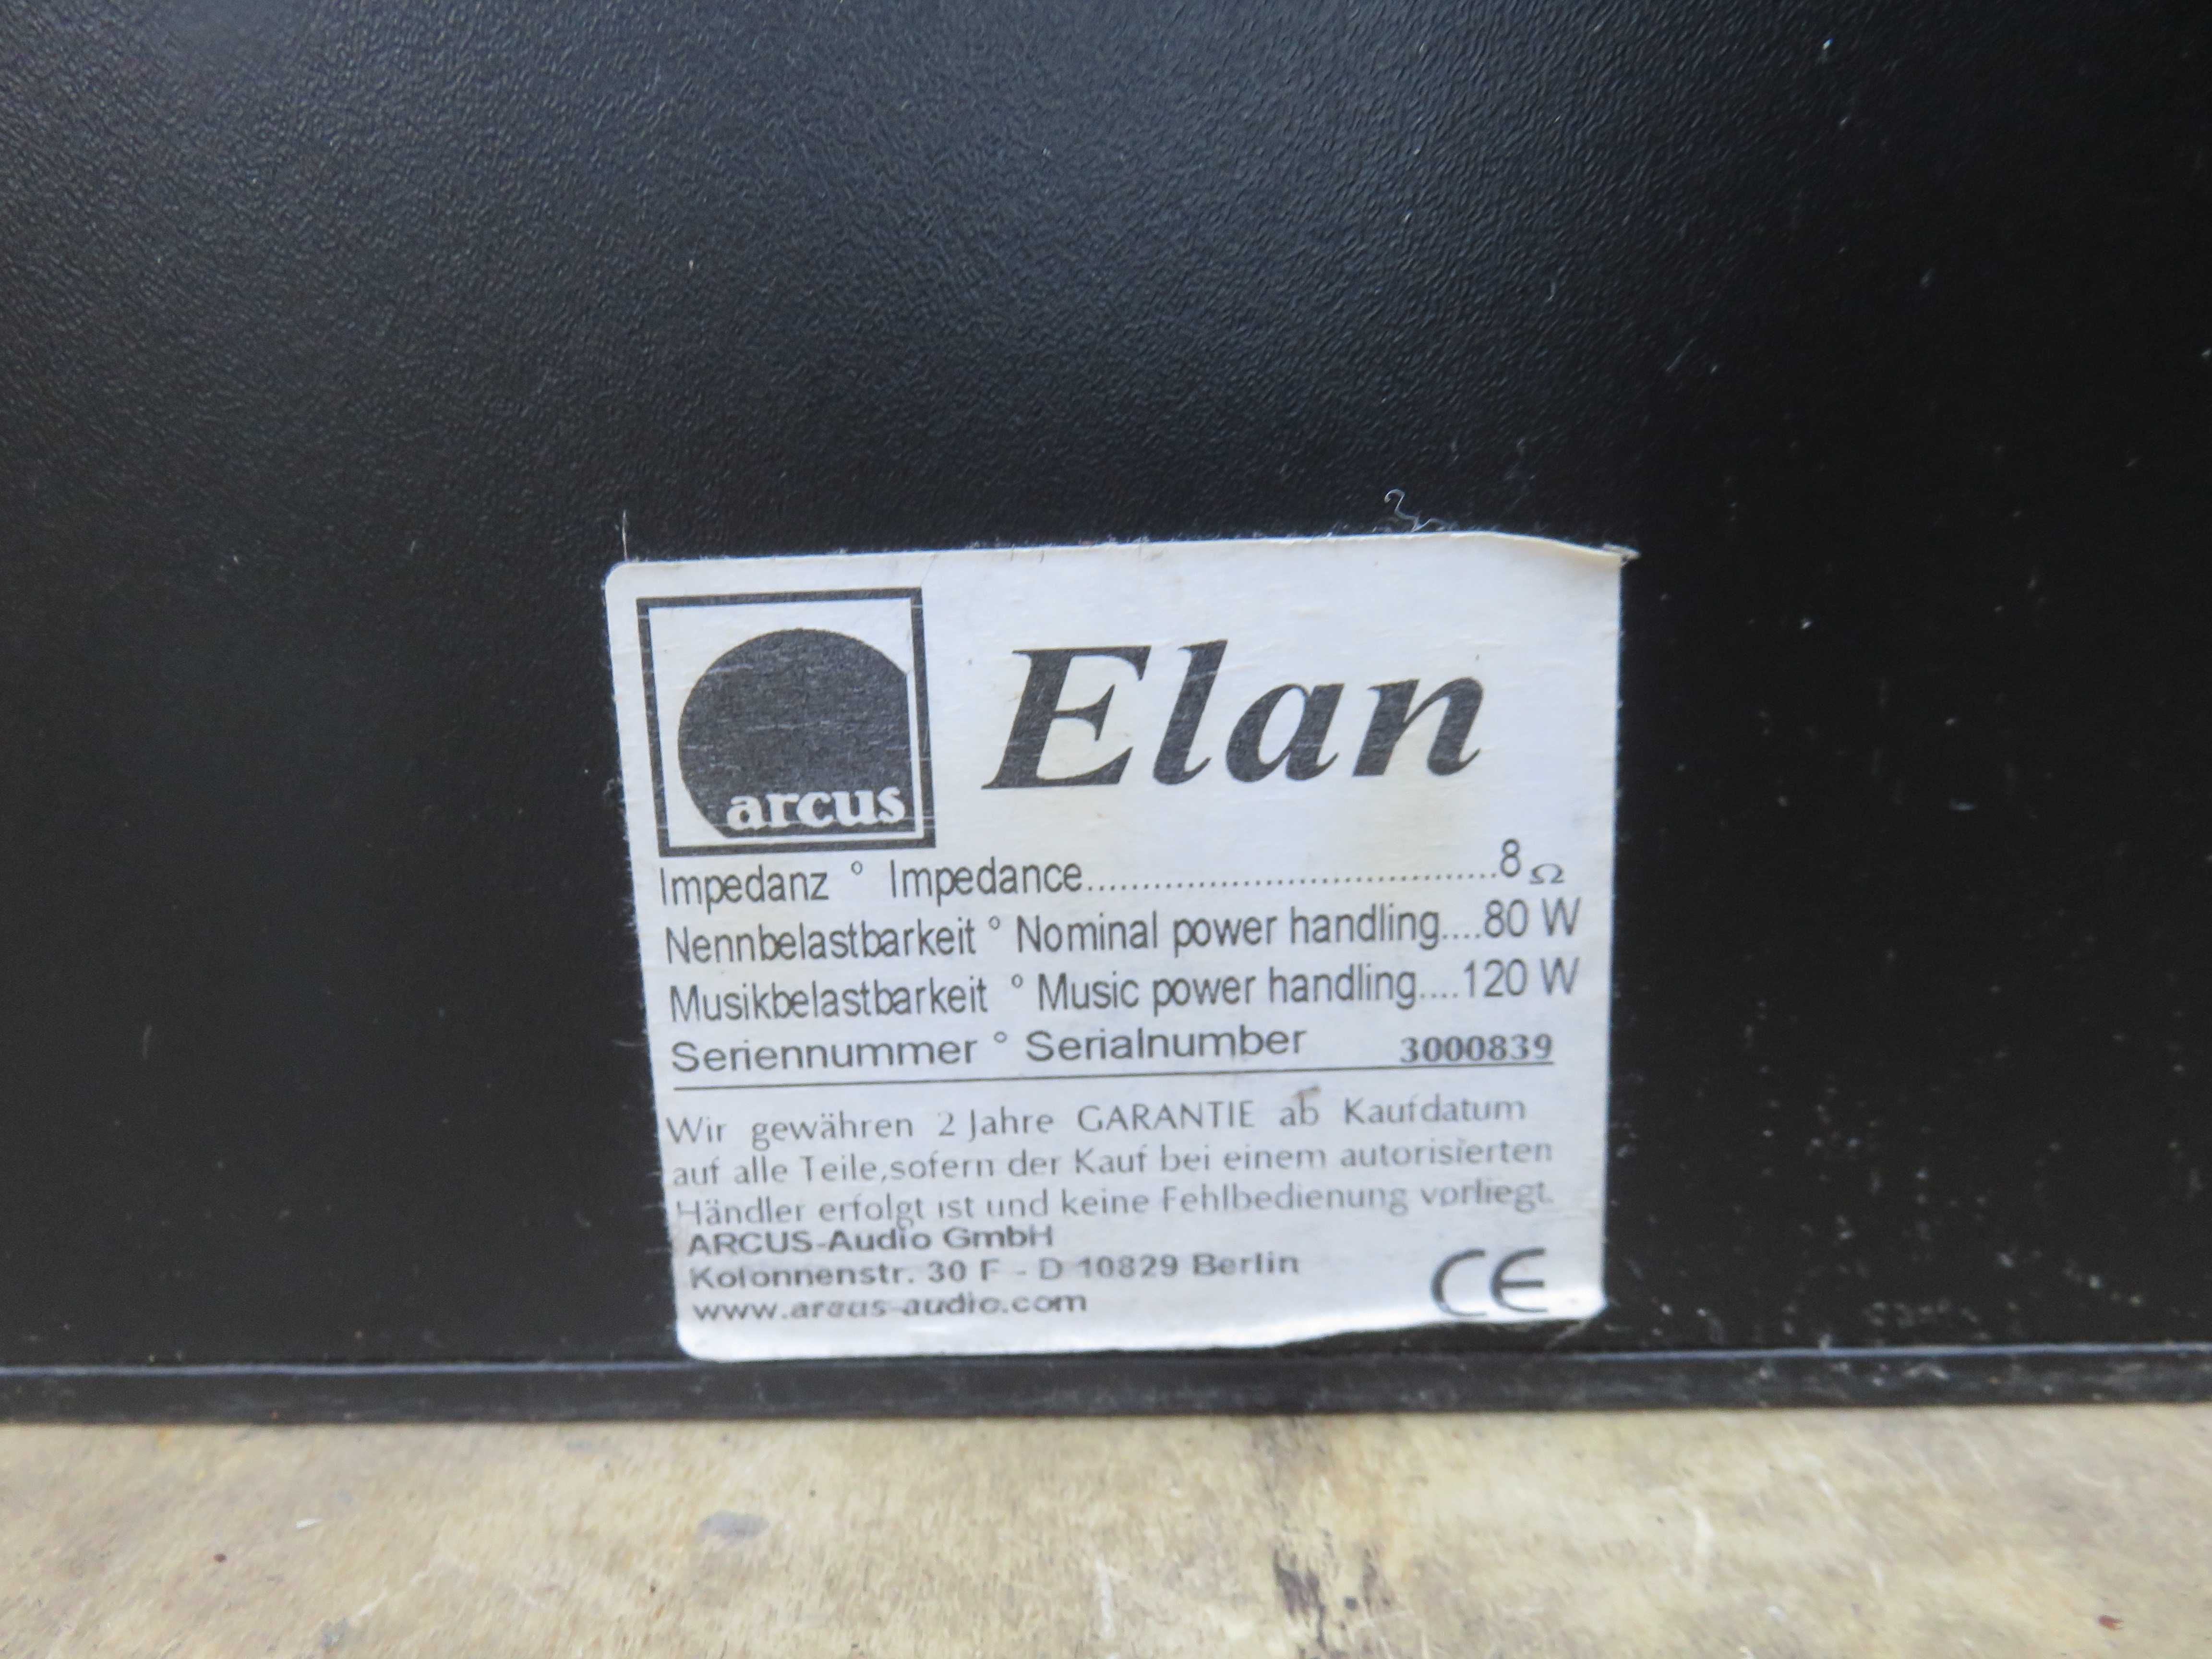 arcus
Elan
Impedanz ° Impedance.....................................8 Ω
Nennbelastbarkeit ° Nominal power handling....80 W
Musikbelastbarkeit ° Music power handling....120 W
Seriennummer ° Serialnumber 3000839
Wir gewähren 2 Jahre GARANTIE ab Kaufdatum
auf alle Teile,sofern der Kauf bei einem autorisierten
Händler erfolgt ist und keine Fehlbedienung vorliegt.
ARCUS-Audio GmbH
Kolonnenstr. 30 F - D 10829 Berlin
www.arcus-audio.com
CE